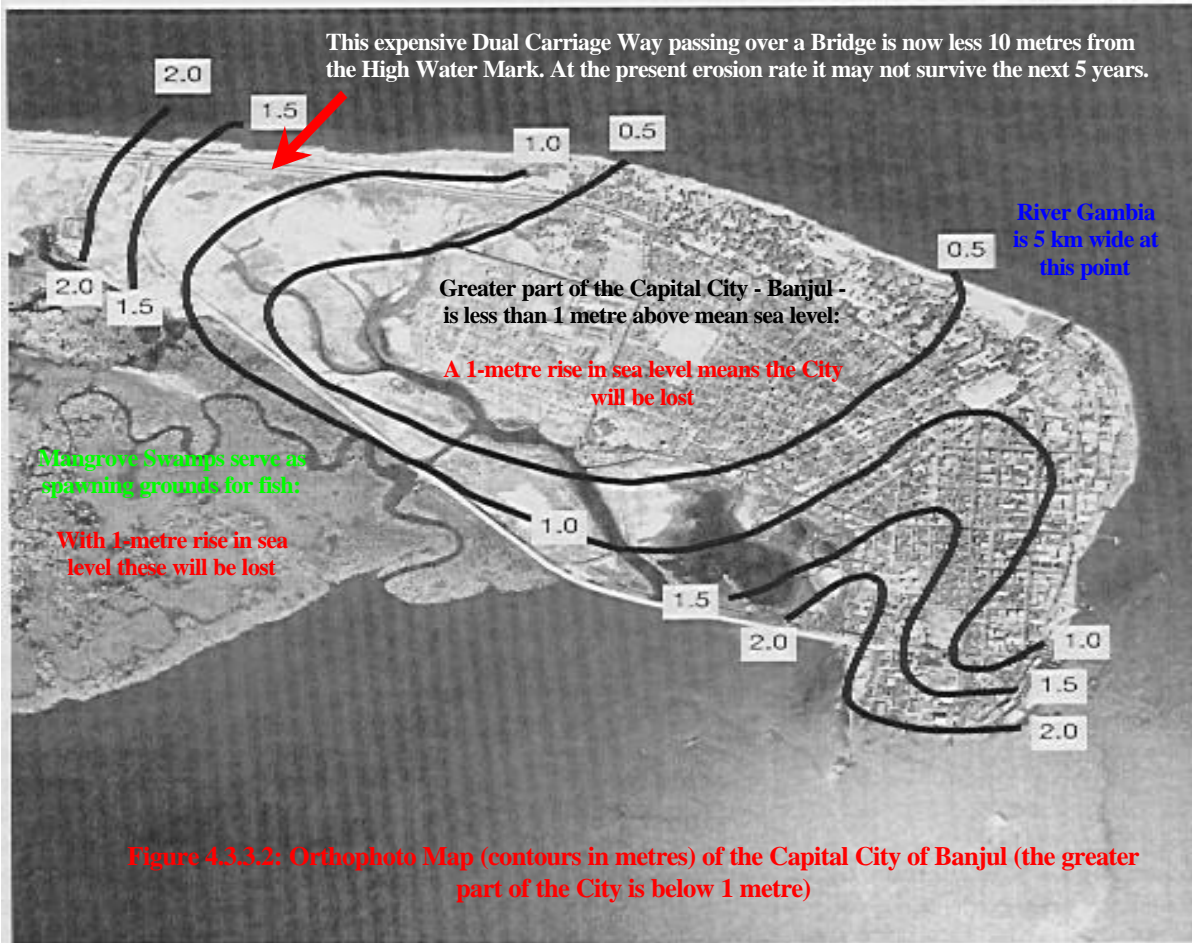 This expensive Dual Carriage Way passing over a Bridge is now less 10 metres from
the High Water Mark. At the present erosion rate it may not survive the next 5 years.
2.0
1.5
1.0
0.5
River Gambia
is 5 km wide at
this point
0.5
2.0
1.5
Greater part of the Capital City - Banjul -
is less than 1 metre above mean sea level:
A 1-metre rise in sea level means the City
will be lost
Mangrove Swamps serve as
spawning grounds for fish:
With 1-metre rise in sea
level these will be lost
1.0
1.5
2.0
1.0
1.5
2.0
Figure 4.3.3.2: Orthophoto Map (contours in metres) of the Capital City of Banjul (the greater
part of the City is below 1 metre)